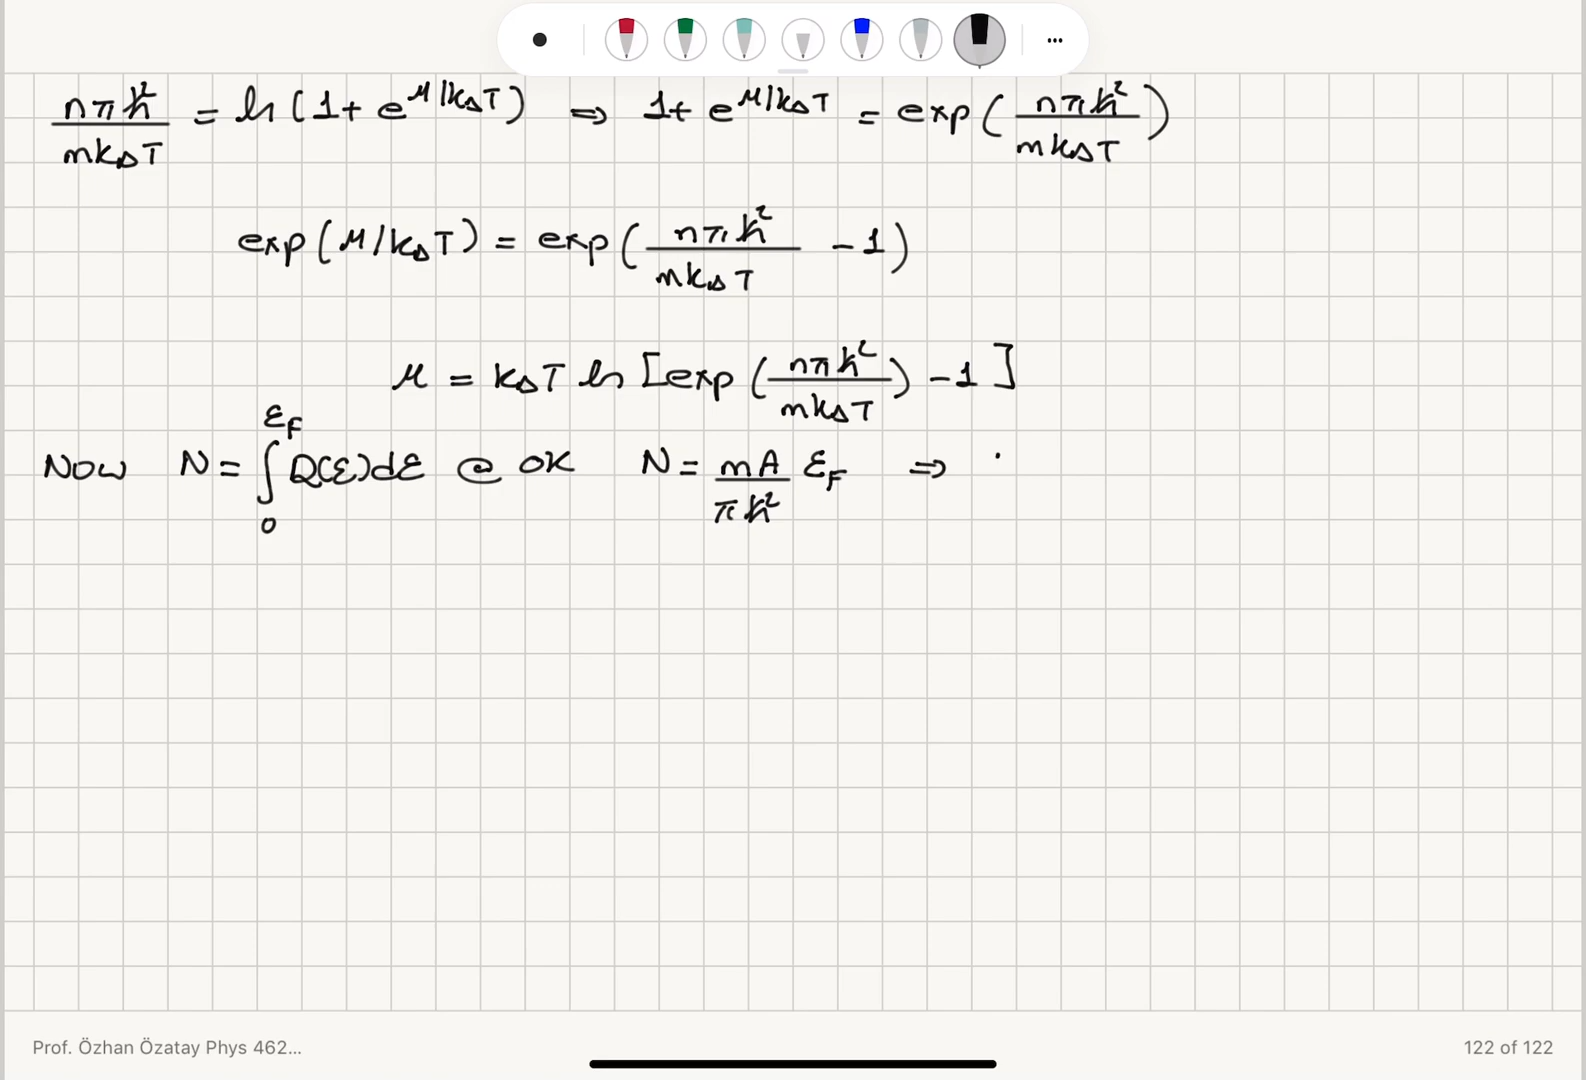 nπħ²/mk_BT = ln(1+ e^{μ/k_BT}) ⇒ 1+ e^{μ/k_BT} = exp(nπħ²/mk_BT)
exp(μ/k_BT) = exp(nπħ²/mk_BT -1)
μ = k_BT ln[exp(nπħ²/mk_BT) -1]
NOW N = ∫_0^{ε_F} D(ε)dε @ 0K N = mA/πħ² ε_F ⇒
Prof. Özhan Özatay Phys 462...
122 of 122